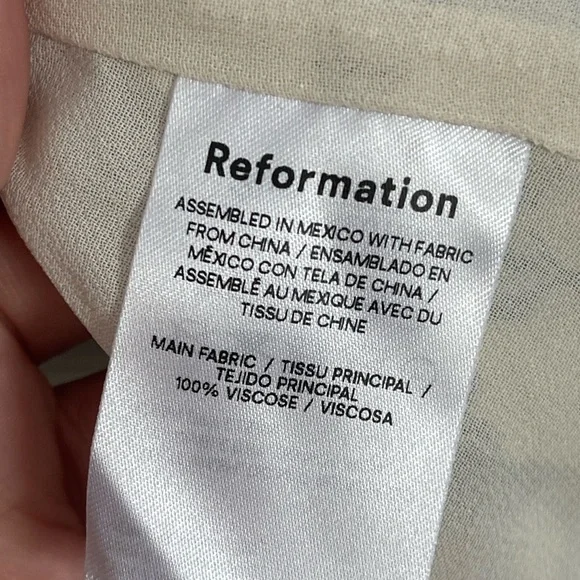 Reformation
ASSEMBLED IN MEXICO WITH FABRIC
FROM CHINA / ENSAMBLADO EN
MÉXICO CON TELA DE CHINA /
ASSEMBLÉ AU MEXIQUE AVEC DU
TISSU DE CHINE
MAIN FABRIC / TISSU PRINCIPAL /
TEJIDO PRINCIPAL
100% VISCOSE / VISCOSA